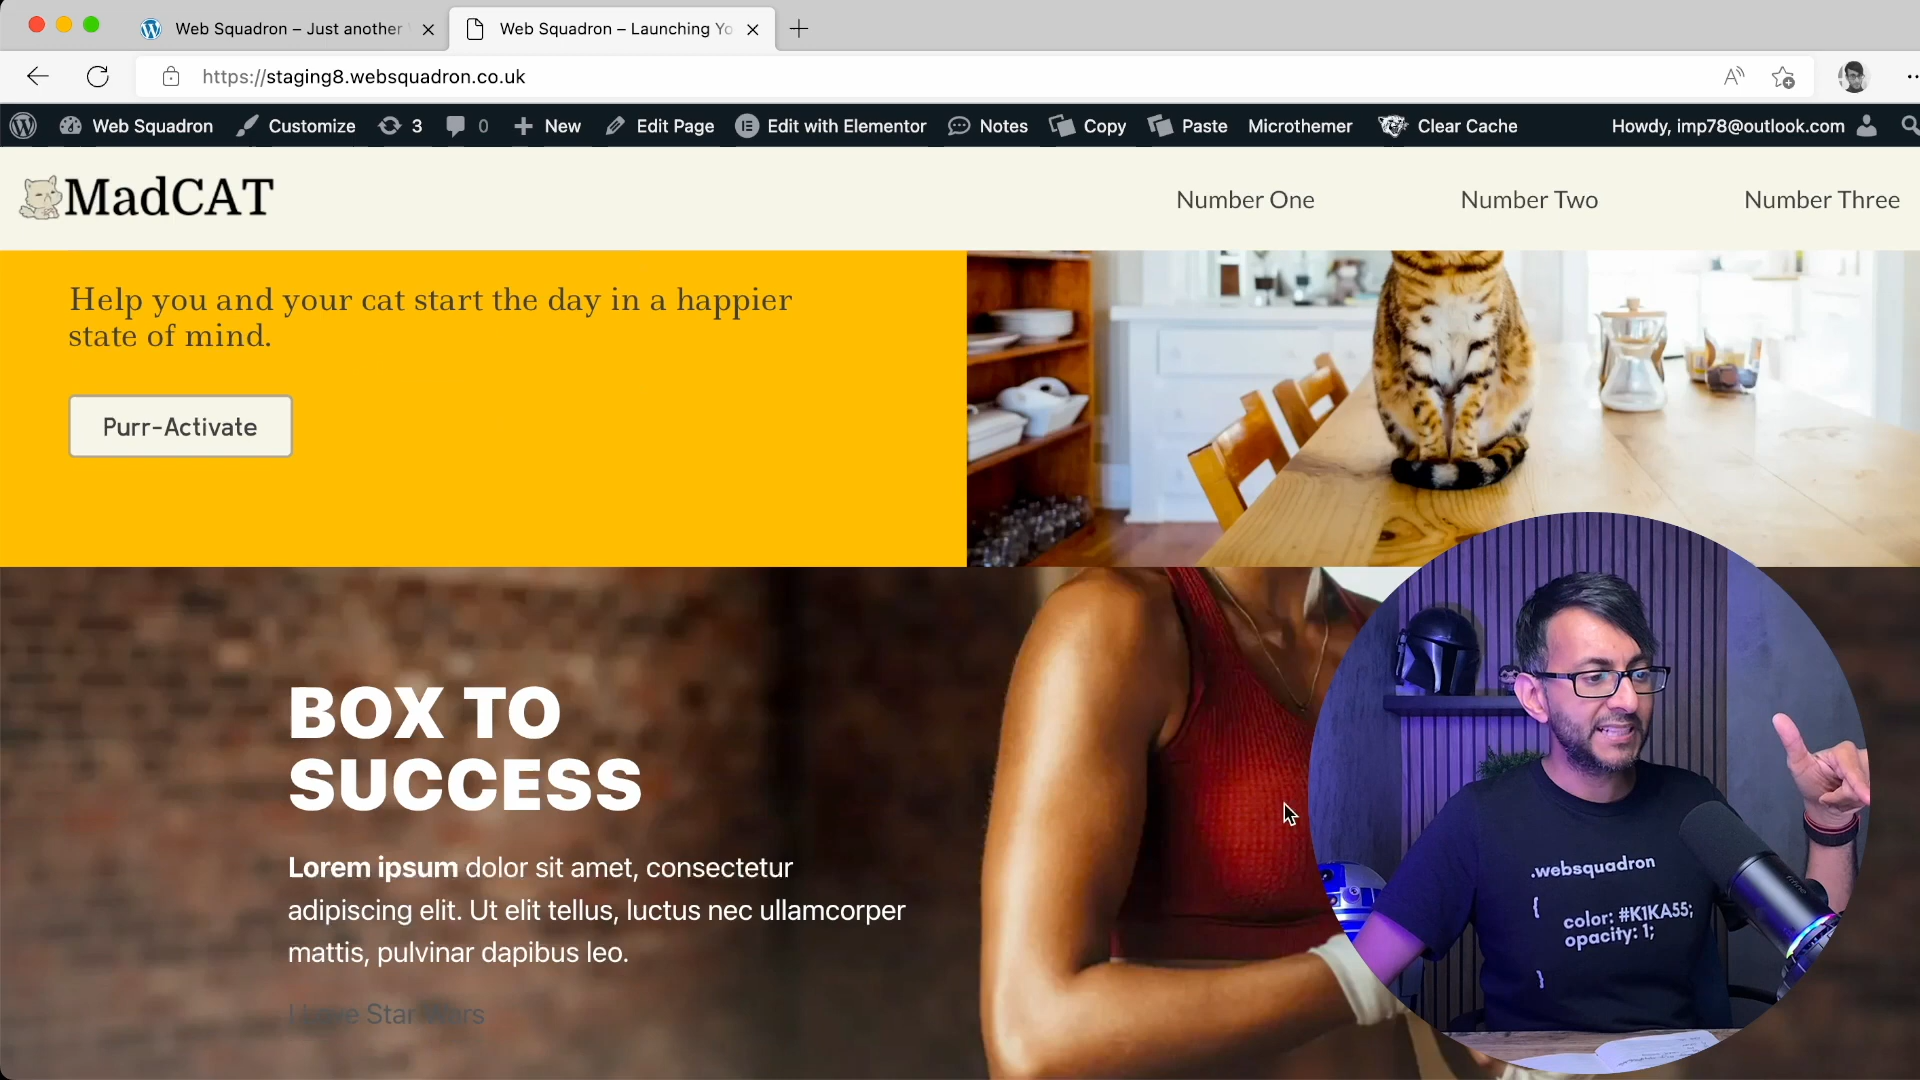 Web Squadron – Just another
Web Squadron – Launching Yo
https://staging8.websquadron.co.uk
Web Squadron
Customize
3
0
New
Edit Page
Edit with Elementor
Notes
Copy
Paste
Microthemer
Clear Cache
Howdy, imp78@outlook.com
MadCAT
Number One
Number Two
Number Three
Help you and your cat start the day in a happier
state of mind.
Purr-Activate
BOX TO
SUCCESS
Lorem ipsum dolor sit amet, consectetur
adipiscing elit. Ut elit tellus, luctus nec ullamcorper
mattis, pulvinar dapibus leo.
I Love Star Wars
.websquadron
{
color: #K1KA55;
opacity: 1;
}